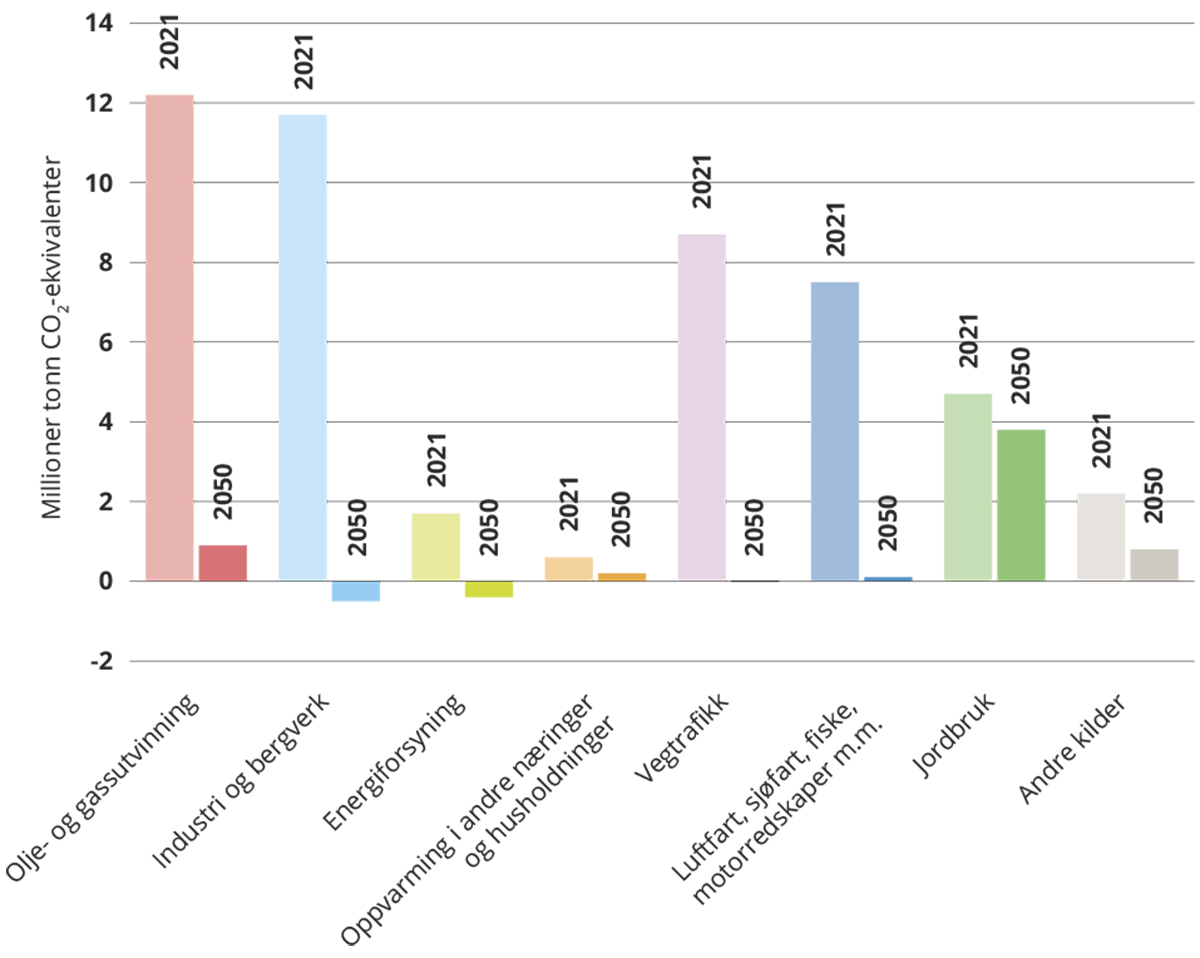 Millioner tonn CO₂-ekvivalenter
14
12
10
8
6
4
2
0
-2
2021
2050
2021
2050
2021
2050
2021
2050
2021
2050
2021
2050
2021
2050
2021
2050
Olje- og gassutvinning
Industri og bergverk
Energiforsyning
Oppvarming i andre næringer
og husholdninger
Vegtrafikk
Luftfart, sjøfart, fiske,
motorredskaper m.m.
Jordbruk
Andre kilder